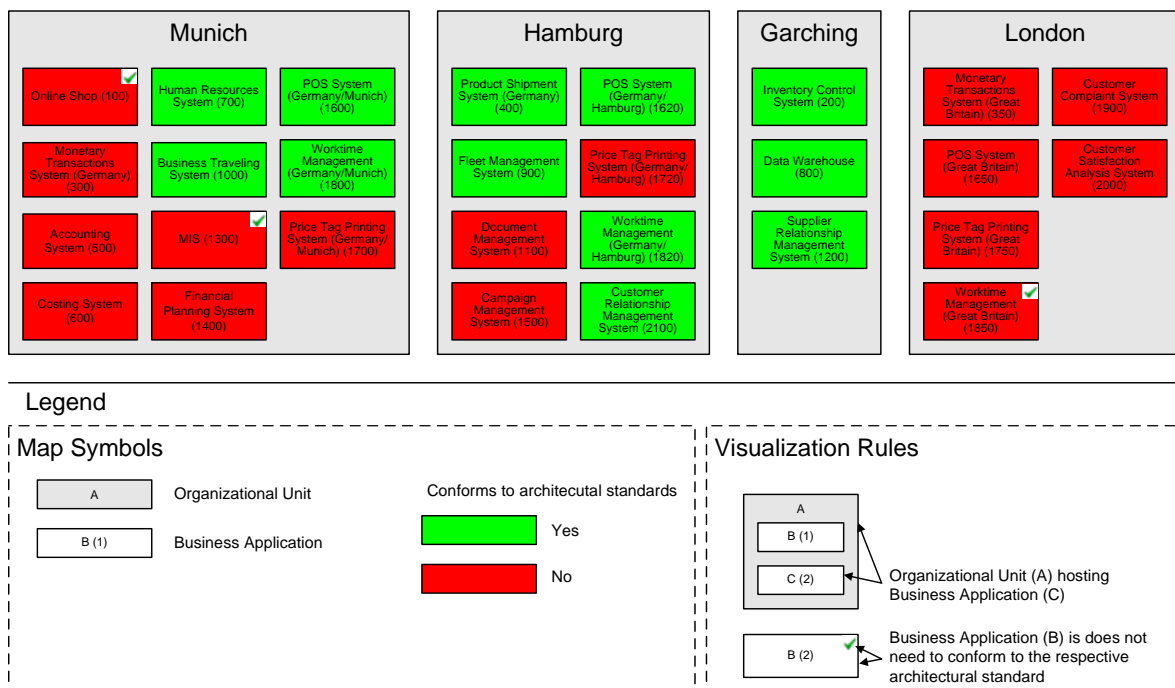 Munich
Online Shop (100)
Human Resources
System (700)
POS System
(Germany/Munich)
(1600)
Monetary
Transactions
System (Germany)
(300)
Business Traveling
System (1000)
Worktime
Management
(Germany/Munich)
(1800)
Accounting
System (500)
MIS (1300)
Price Tag Printing
System (Germany/
Munich) (1700)
Costing System
(600)
Financial
Planning System
(1400)
Hamburg
Product Shipment
System (Germany)
(400)
POS System
(Germany/
Hamburg) (1620)
Fleet Management
System (900)
Price Tag Printing
System (Germany/
Hamburg) (1720)
Document
Management
System (1100)
Worktime
Management
(Germany/
Hamburg) (1820)
Campaign
Management
System (1500)
Customer
Relationship
Management
System (2100)
Garching
Inventory Control
System (200)
Data Warehouse
(800)
Supplier
Relationship
Management
System (1200)
London
Monetary
Transactions
System (Great
Britain) (350)
Customer
Complaint System
(1900)
POS System
(Great Britain)
(1650)
Customer
Satisfaction
Analysis System
(2000)
Price Tag Printing
System (Great
Britain) (1750)
Worktime
Management
(Great Britain)
(1850)
Legend
Map Symbols
A
Organizational Unit
B (1)
Business Application
Conforms to architecutal standards
Yes
No
Visualization Rules
A
B (1)
C (2)
Organizational Unit (A) hosting
Business Application (C)
B (2)
Business Application (B) is does not
need to conform to the respective
architectural standard